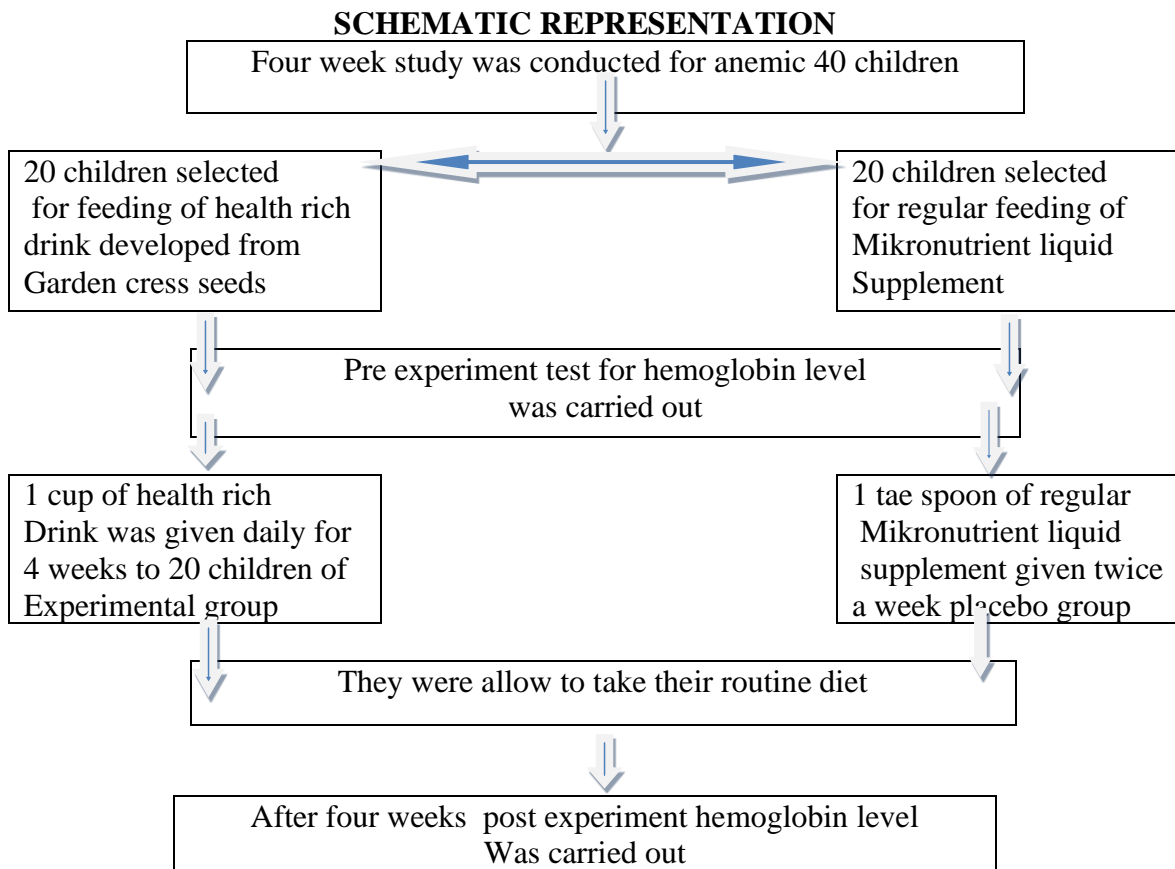 SCHEMATIC REPRESENTATION
Four week study was conducted for anemic 40 children
20 children selected
for feeding of health rich
drink developed from
Garden cress seeds
20 children selected
for regular feeding of
Mikronutrient liquid
Supplement
Pre experiment test for hemoglobin level
was carried out
1 cup of health rich
Drink was given daily for
4 weeks to 20 children of
Experimental group
1 tae spoon of regular
Mikronutrient liquid
supplement given twice
a week placebo group
They were allow to take their routine diet
After four weeks post experiment hemoglobin level
Was carried out